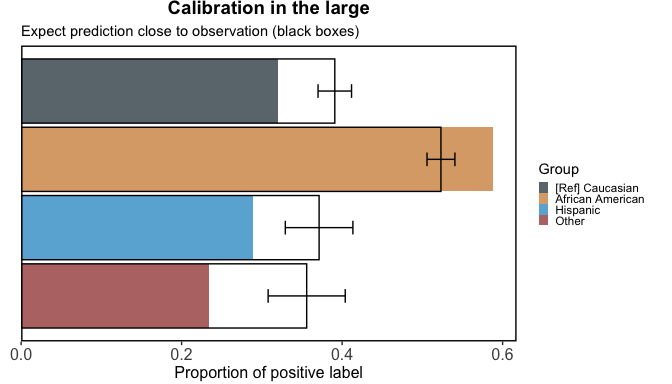 Calibration in the large
Expect prediction close to observation (black boxes)
Group
[Ref] Caucasian
African American
Hispanic
Other
0.0 0.2 0.4 0.6
Proportion of positive label